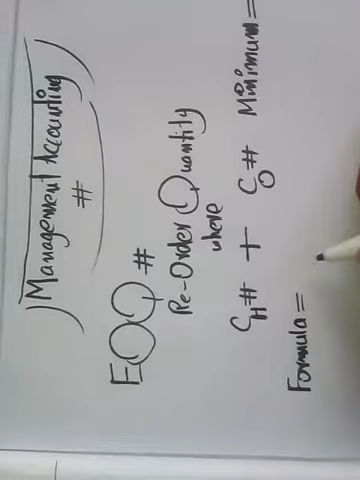 Management Accounting
#
EOQ #
Re-Order Quantity
where
CH # + CO # Minimum =
Formula =